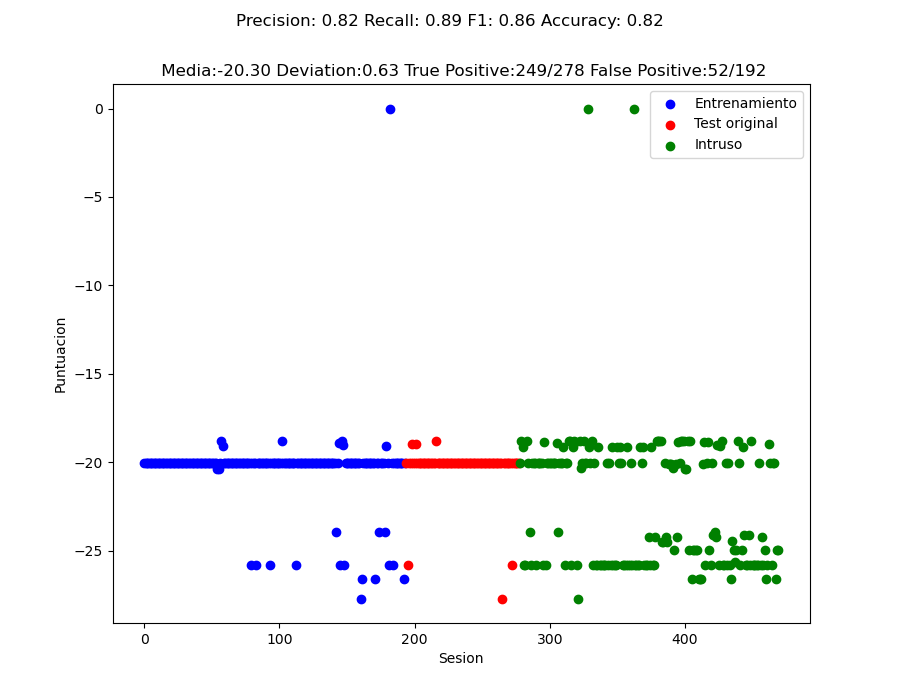 Precision: 0.82 Recall: 0.89 F1: 0.86 Accuracy: 0.82
Media:-20.30 Deviation:0.63 True Positive:249/278 False Positive:52/192
Entrenamiento
Test original
Intruso
0
−5
−10
−15
−20
−25
Puntuacion
0 100 200 300 400
Sesion